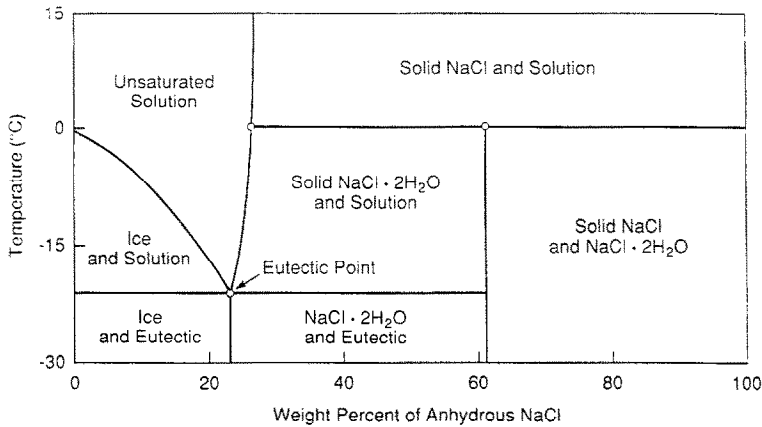 15
Unsaturated
Solution
Solid NaCl and Solution
0
Temperature (°C)
Solid NaCl • 2H₂O
and Solution
Solid NaCl
and NaCl • 2H₂O
-15
Ice
and Solution
Eutectic Point
Ice
and Eutectic
NaCl • 2H₂O
and Eutectic
-30
0 20 40 60 80 100
Weight Percent of Anhydrous NaCl